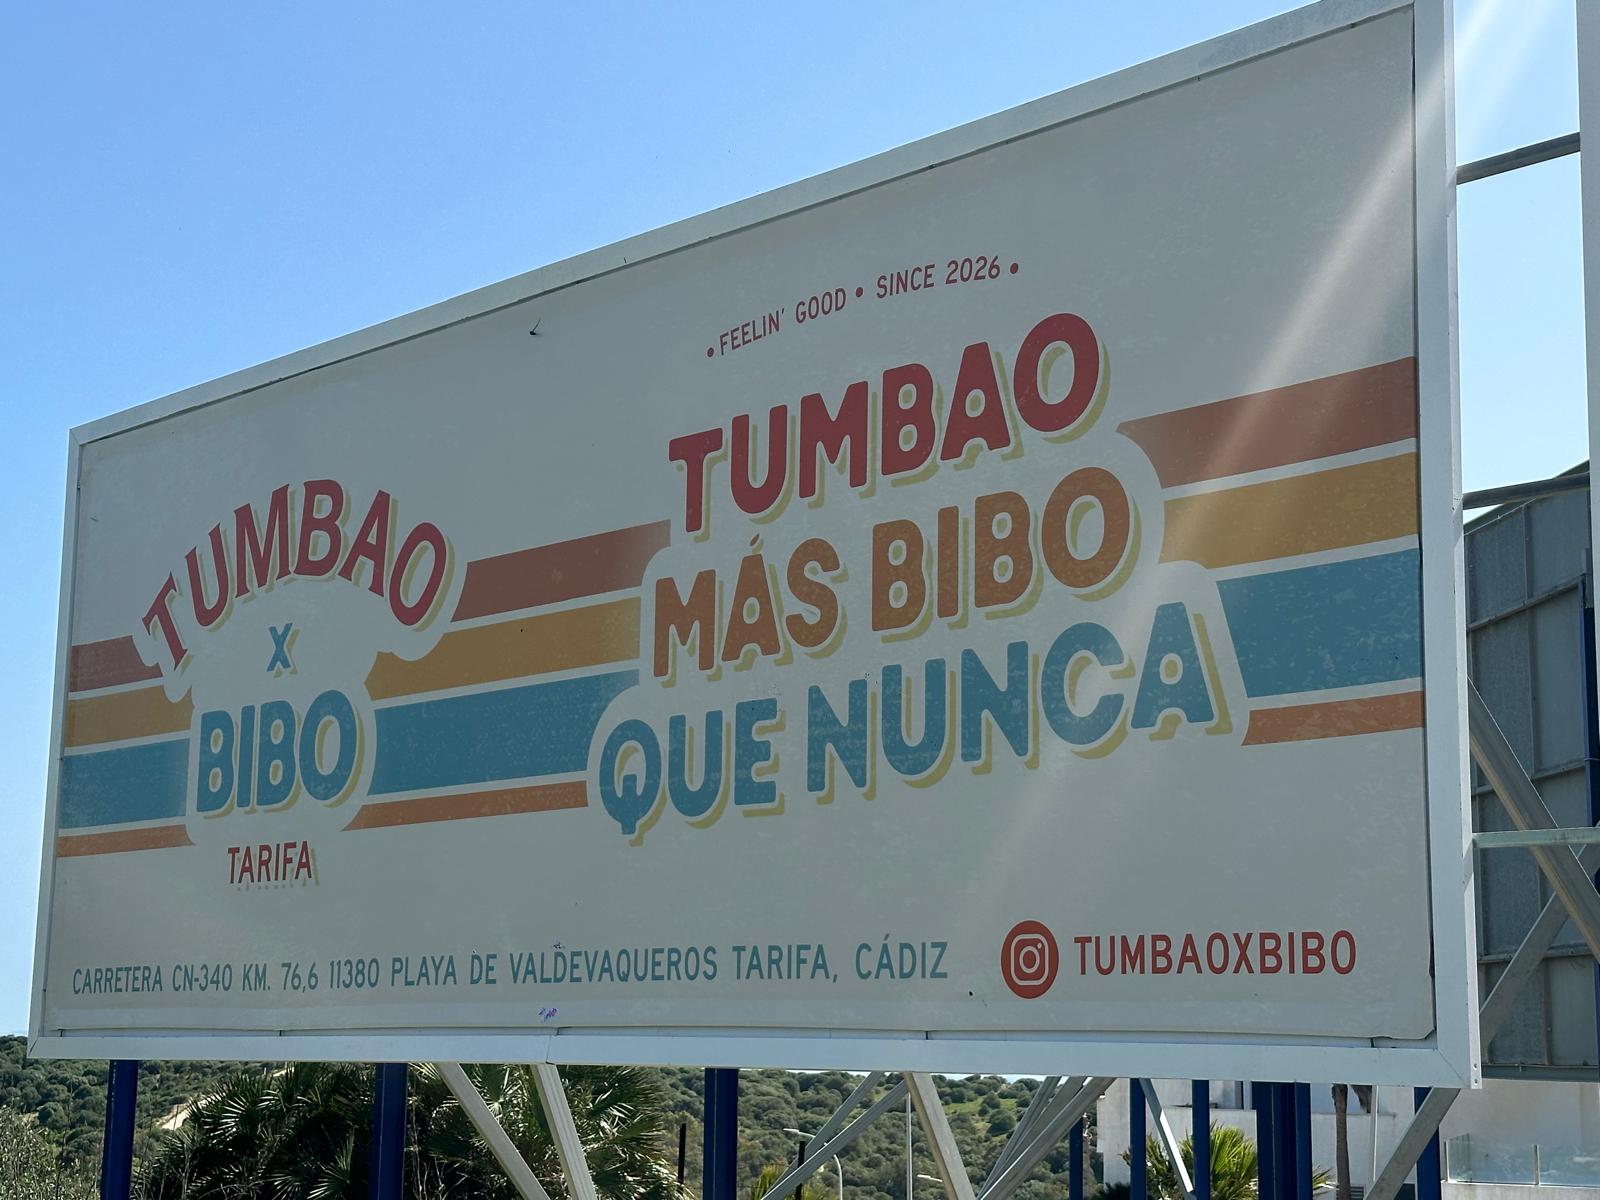 TUMBAO
X
BIBO
TARIFA
• FEELIN' GOOD • SINCE 2026 •
TUMBAO
MÁS BIBO
QUE NUNCA
CARRETERA CN-340 KM. 76,6 11380 PLAYA DE VALDEVAQUEROS TARIFA, CÁDIZ
TUMBAOXBIBO